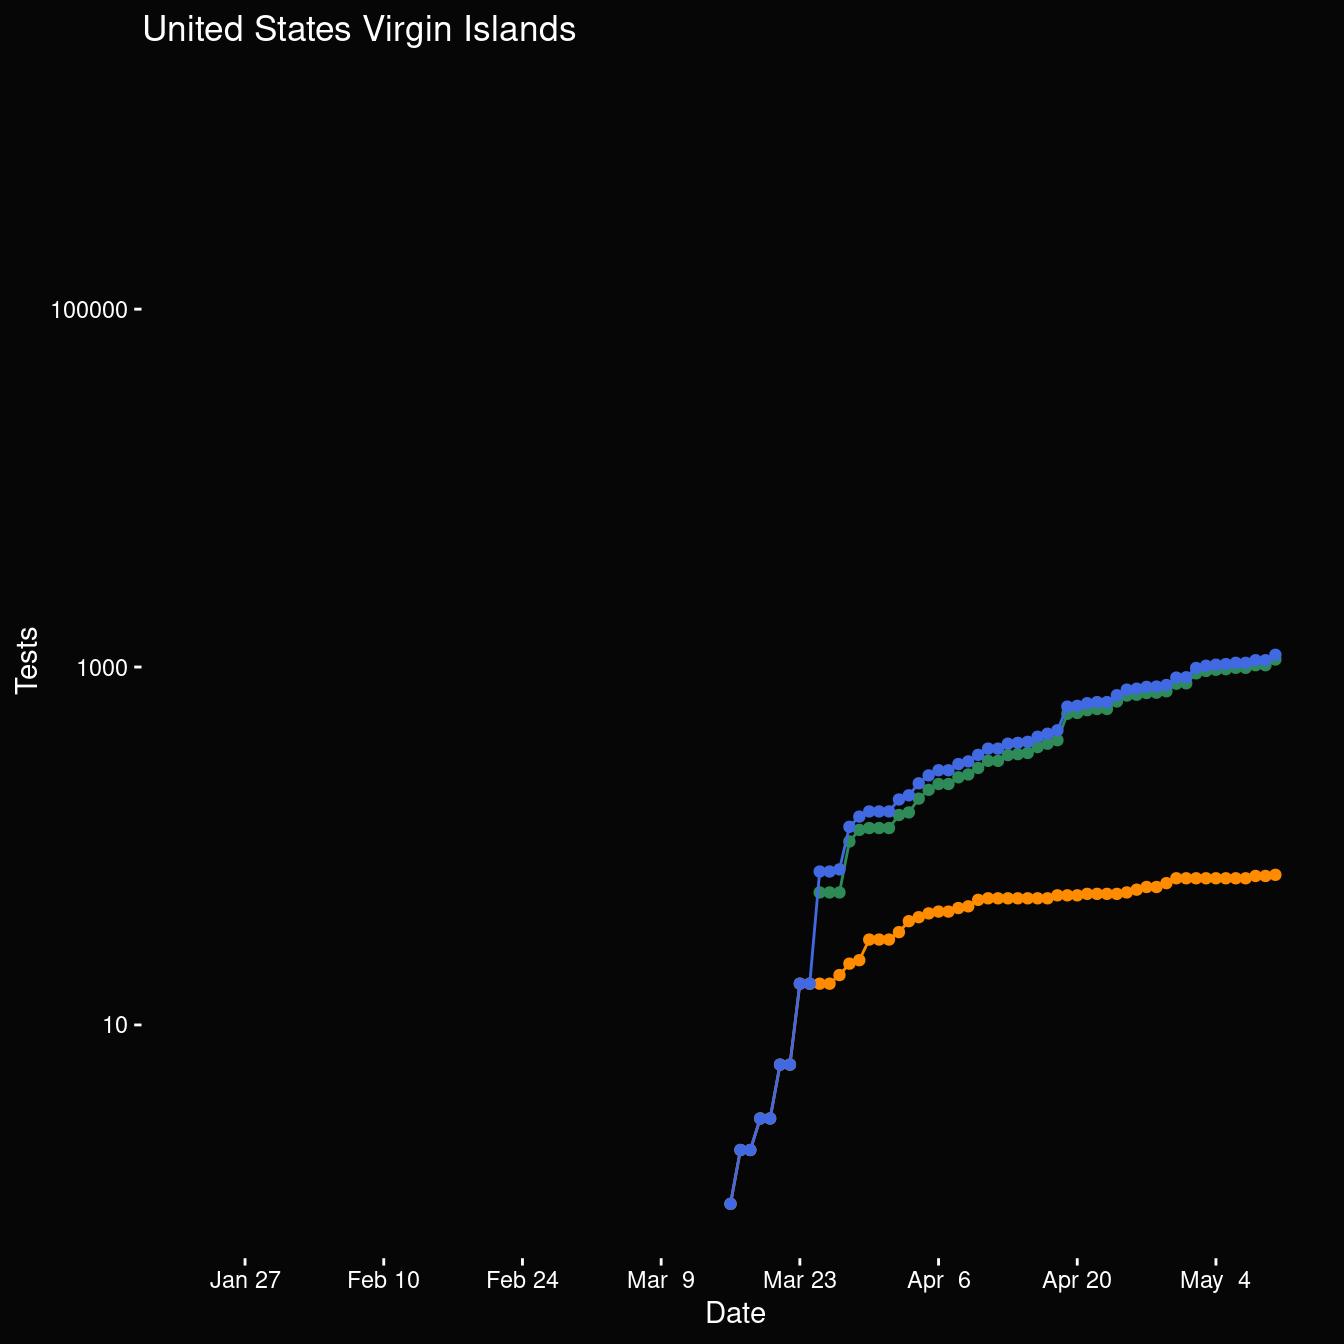 United States Virgin Islands
100000
1000
10
Tests
Jan 27
Feb 10
Feb 24
Mar  9
Mar 23
Apr  6
Apr 20
May  4
Date